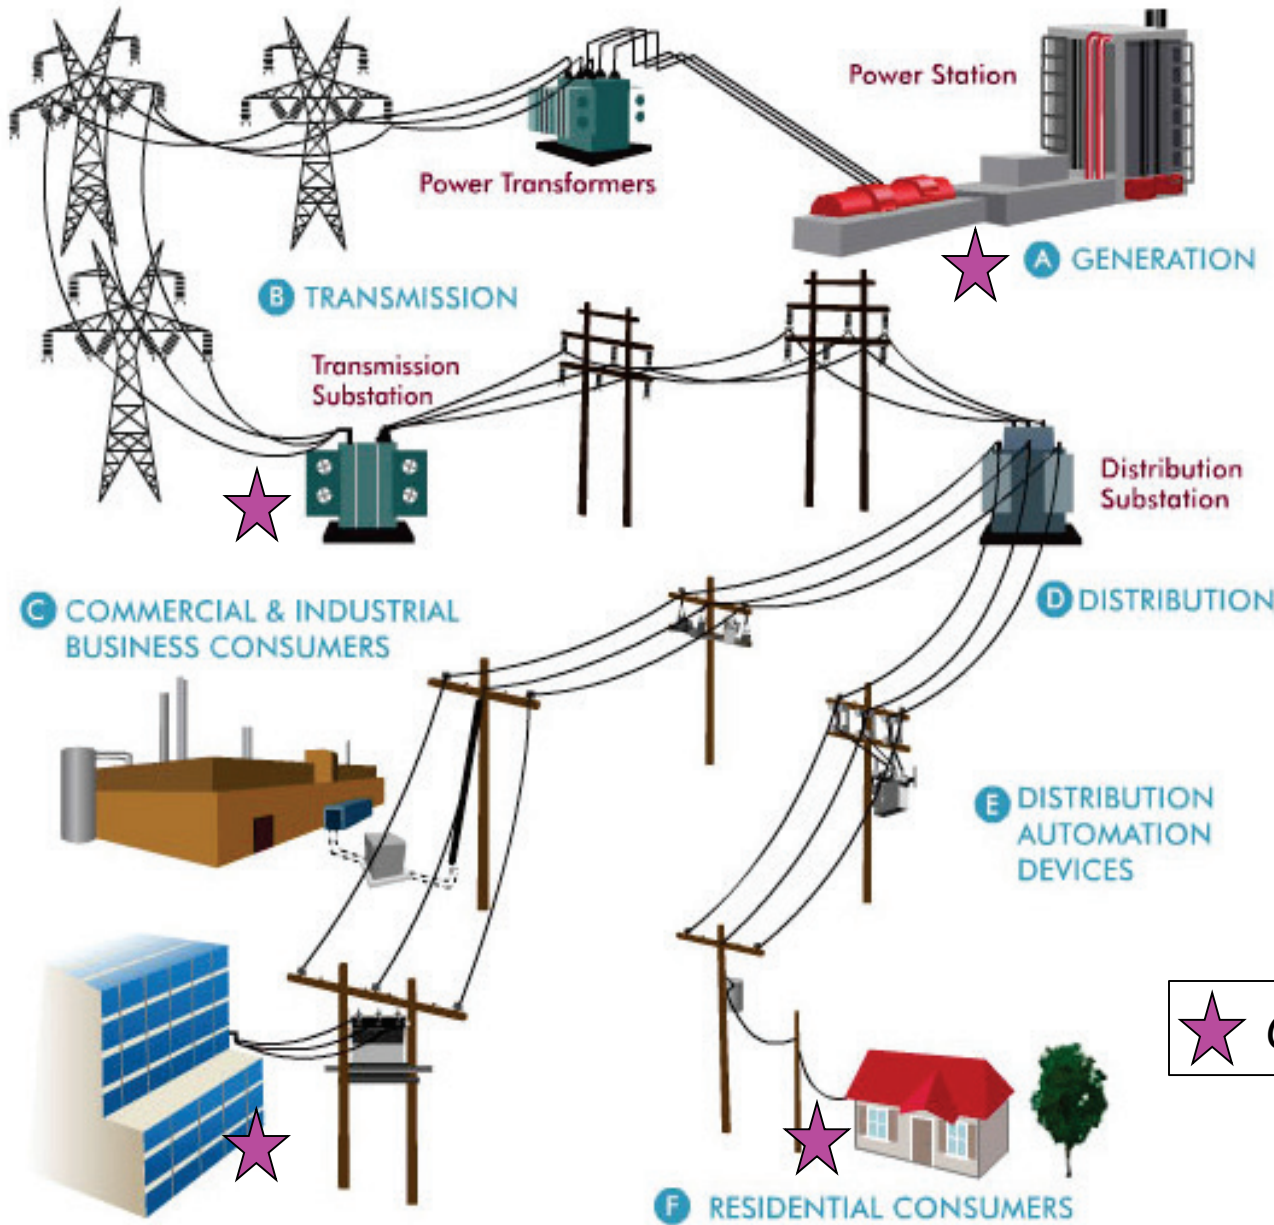 Power Station
Power Transformers
A GENERATION
B TRANSMISSION
Transmission
Substation
Distribution
Substation
C COMMERCIAL & INDUSTRIAL
BUSINESS CONSUMERS
D DISTRIBUTION
E DISTRIBUTION
AUTOMATION
DEVICES
F RESIDENTIAL CONSUMERS